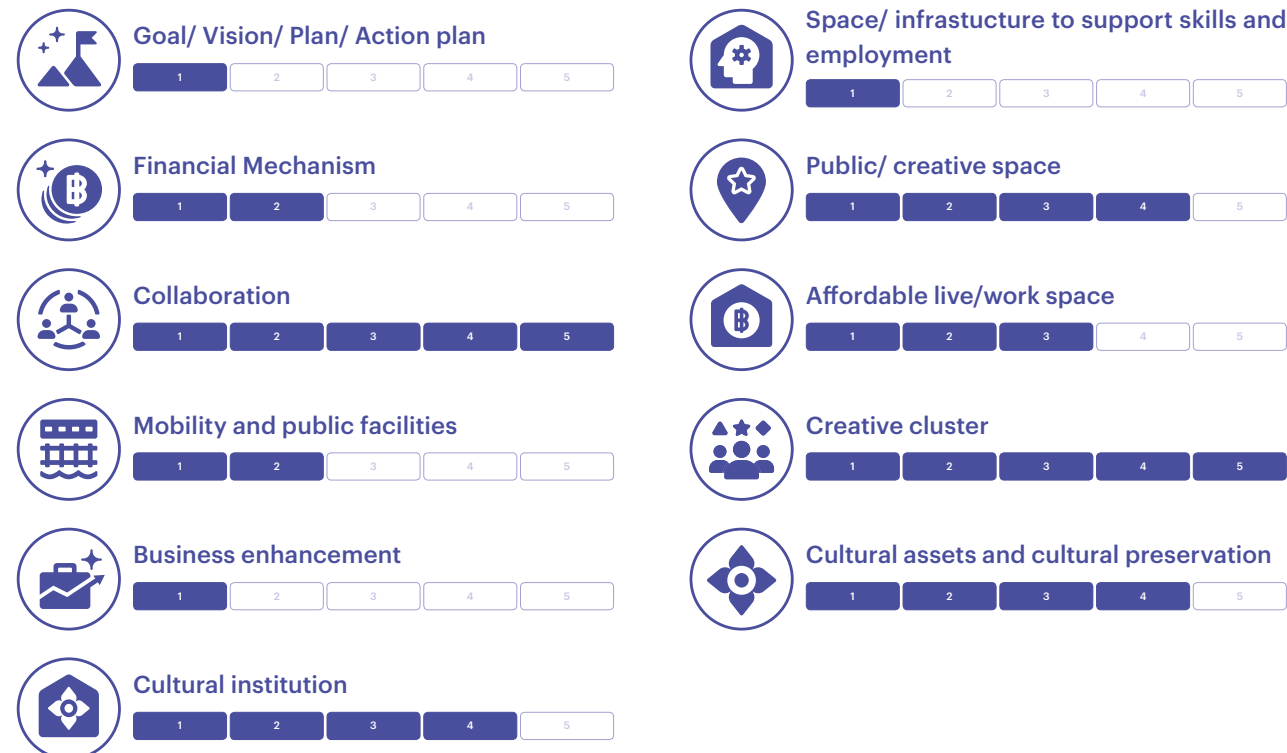 Goal/ Vision/ Plan/ Action plan
1 2 3 4 5
Financial Mechanism
1 2 3 4 5
Collaboration
1 2 3 4 5
Mobility and public facilities
1 2 3 4 5
Business enhancement
1 2 3 4 5
Cultural institution
1 2 3 4 5
Space/ infrastucture to support skills and
employment
1 2 3 4 5
Public/ creative space
1 2 3 4 5
Affordable live/work space
1 2 3 4 5
Creative cluster
1 2 3 4 5
Cultural assets and cultural preservation
1 2 3 4 5